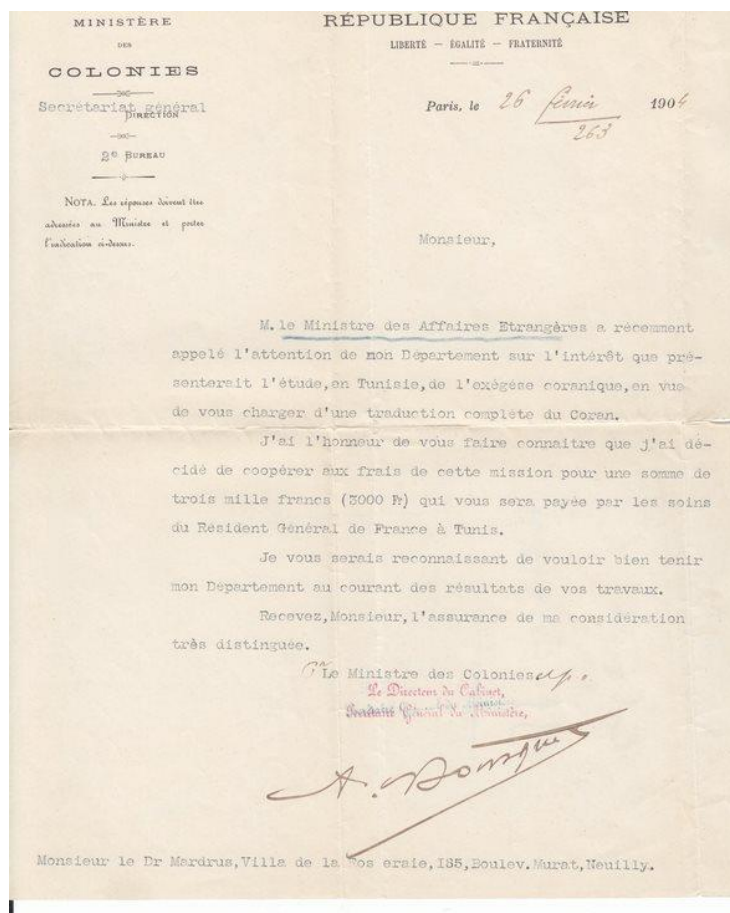 MINISTÈRE
DES
COLONIES
Secrétariat général
DIRECTION
2e BUREAU
NOTA. Les réponses doivent être
adressées au Ministre et porter
l'indication ci-dessus.
RÉPUBLIQUE FRANÇAISE
LIBERTÉ — ÉGALITÉ — FRATERNITÉ
Paris, le 26 février 1904
263
Monsieur,
M. le Ministre des Affaires Etrangères a récemment
appelé l'attention de mon Département sur l'intérêt que pré-
senterait l'étude,en Tunisie,de l'exégèse coranique,en vue
de vous charger d'une traduction complète du Coran.
J'ai l'honneur de vous faire connaitre que j'ai dé-
cidé de coopérer aux frais de cette mission pour une somme de
trois mille francs (3000 Fr) qui vous sera payée par les soins
du Résident Général de France à Tunis.
Je vous serais reconnaissant de vouloir bien tenir
mon Département au courant des résultats de vos travaux.
Recevez,Monsieur,l'assurance de ma considération
très distinguée.
Pr Le Ministre des Colonies
Le Directeur du Cabinet,
Secrétaire Général du Ministère,
Monsieur le Dr Mardrus,Villa de la Ros eraie,I85,Boulev.Murat,Neuilly.